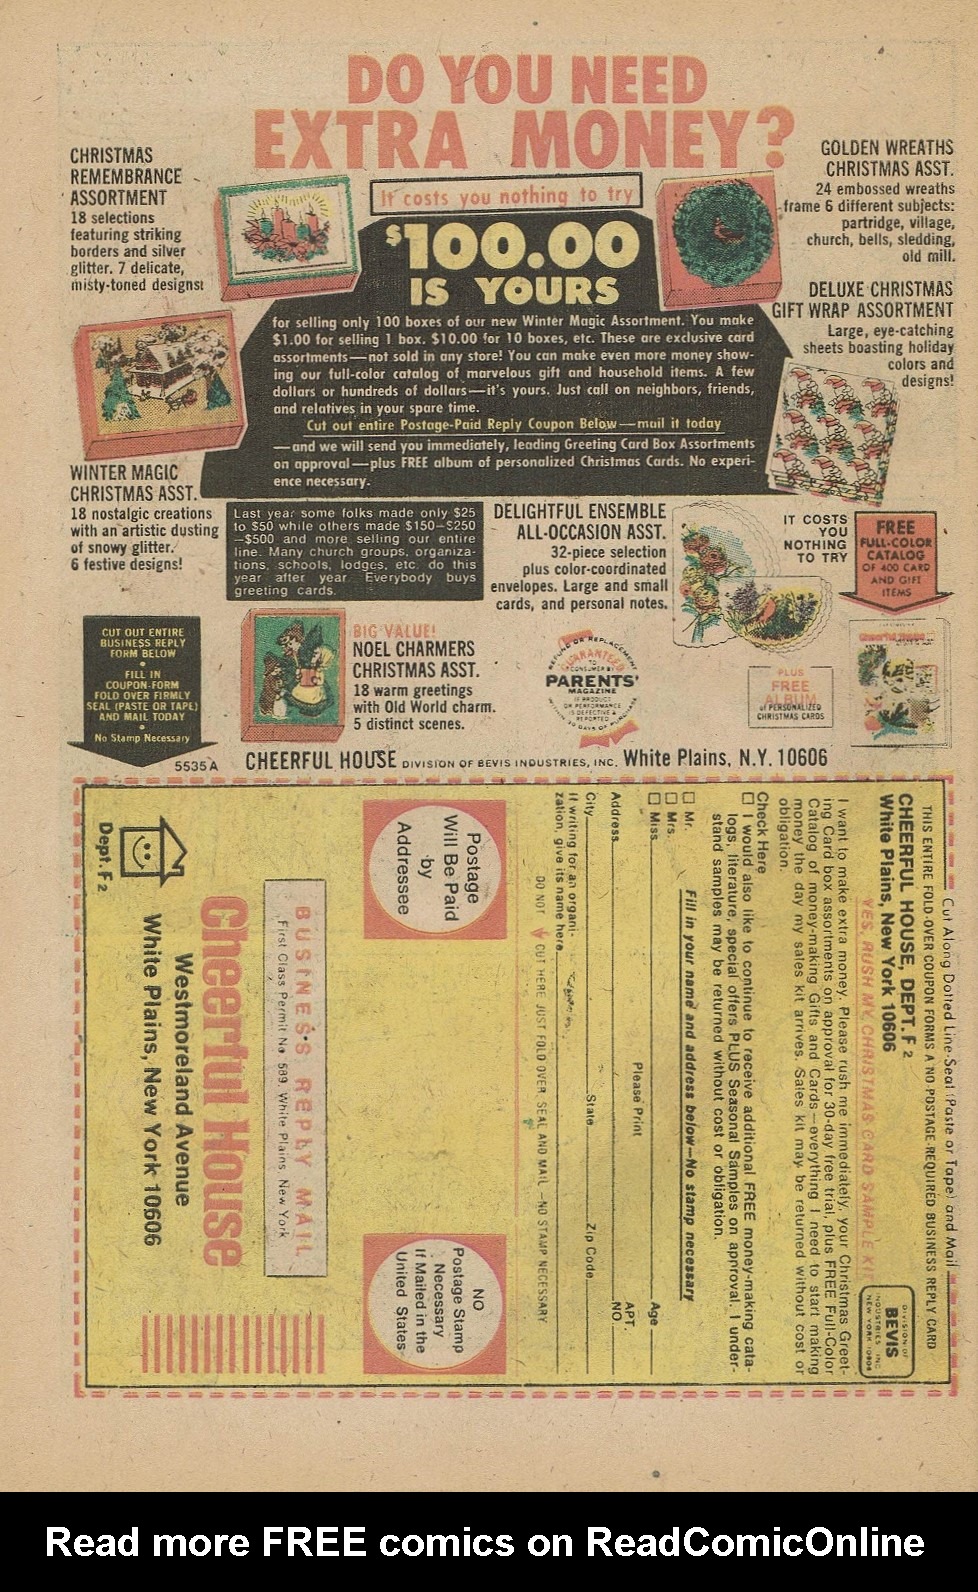 DO YOU NEED
EXTRA MONEY?
CHRISTMAS
REMEMBRANCE
ASSORTMENT
18 selections
featuring striking
borders and silver
glitter. 7 delicate,
misty-toned designs!
It costs you nothing to try
$100.00
IS YOURS
for selling only 100 boxes of our new Winter Magic Assortment. You make
$1.00 for selling 1 box. $10.00 for 10 boxes, etc. These are exclusive card
assortments—not sold in any store! You can make even more money show-
ing our full-color catalog of marvelous gift and household items. A few
dollars or hundreds of dollars—it's yours. Just call on neighbors, friends,
and relatives in your spare time.
Cut out entire Postage-Paid Reply Coupon Below—mail it today
—and we will send you immediately, leading Greeting Card Box Assortments
on approval—plus FREE album of personalized Christmas Cards. No experi-
ence necessary.
GOLDEN WREATHS
CHRISTMAS ASST.
24 embossed wreaths
frame 6 different subjects:
partridge, village,
church, bells, sledding,
old mill.
DELUXE CHRISTMAS
GIFT WRAP ASSORTMENT
Large, eye-catching
sheets boasting holiday
colors and
designs!
WINTER MAGIC
CHRISTMAS ASST.
18 nostalgic creations
with an artistic dusting
of snowy glitter.
6 festive designs!
Last year some folks made only $25
to $50 while others made $150–$250
–$500 and more selling our entire
line. Many church groups, organiza-
tions, schools, lodges, etc. do this
year after year. Everybody buys
greeting cards.
DELIGHTFUL ENSEMBLE
ALL-OCCASION ASST.
32-piece selection
plus color-coordinated
envelopes. Large and small
cards, and personal notes.
IT COSTS
YOU
NOTHING
TO TRY
FREE
FULL-COLOR
CATALOG
OF 400 CARD
AND GIFT
ITEMS
CUT OUT ENTIRE
BUSINESS REPLY
FORM BELOW
•
FILL IN
COUPON-FORM
FOLD OVER FIRMLY
SEAL (PASTE OR TAPE)
AND MAIL TODAY
•
No Stamp Necessary
5535A
BIG VALUE!
NOEL CHARMERS
CHRISTMAS ASST.
18 warm greetings
with Old World charm.
5 distinct scenes.
REFUND OR REPLACEMENT
GUARANTEED
TO
CONSUMER BY
PARENTS'
MAGAZINE
IF PRODUCT
OR PERFORMANCE
IS DEFECTIVE &
REPORTED
WITHIN 30 DAYS OF PURCHASE
PLUS
FREE
ALBUM
of PERSONALIZED
CHRISTMAS CARDS
CHEERFUL HOUSE DIVISION OF BEVIS INDUSTRIES, INC. White Plains, N.Y. 10606
Cut Along Dotted Line-Seal (Paste or Tape) and Mail
THIS ENTIRE FOLD-OVER COUPON FORMS A NO POSTAGE-REQUIRED BUSINESS REPLY CARD
CHEERFUL HOUSE, DEPT. F 2
White Plains, New York 10606
DIVISION OF
BEVIS
INDUSTRIES INC
NEW YORK
YES, RUSH MY CHRISTMAS CARD SAMPLE KIT
I want to make extra money. Please rush me immediately, your Christmas Greet-
ing Card box assortments on approval for 30-day free trial, plus FREE Full-Color
Catalog of money-making Gifts and Cards—everything I need to start making
money the day my sales kit arrives. Sales kit may be returned without cost or
obligation.
Check Here
I would also like to continue to receive additional FREE money-making cata-
logs, literature, special offers PLUS Seasonal Samples on approval. I under-
stand samples may be returned without cost or obligation.
Fill in your name and address below—No stamp necessary
Mr.
Mrs.
Miss Age
Please Print
Address APT. NO.
City State Zip Code
If writing for an organi-
zation, give its name here
DO NOT CUT HERE JUST FOLD OVER, SEAL AND MAIL—NO STAMP NECESSARY
Postage
Will Be Paid
by
Addressee
NO
Postage Stamp
Necessary
If Mailed in the
United States
BUSINESS REPLY MAIL
First Class Permit No. 589, White Plains, New York
Cheerful House
Westmoreland Avenue
White Plains, New York 10606
Dept. F 2
Read more FREE comics on ReadComicOnline